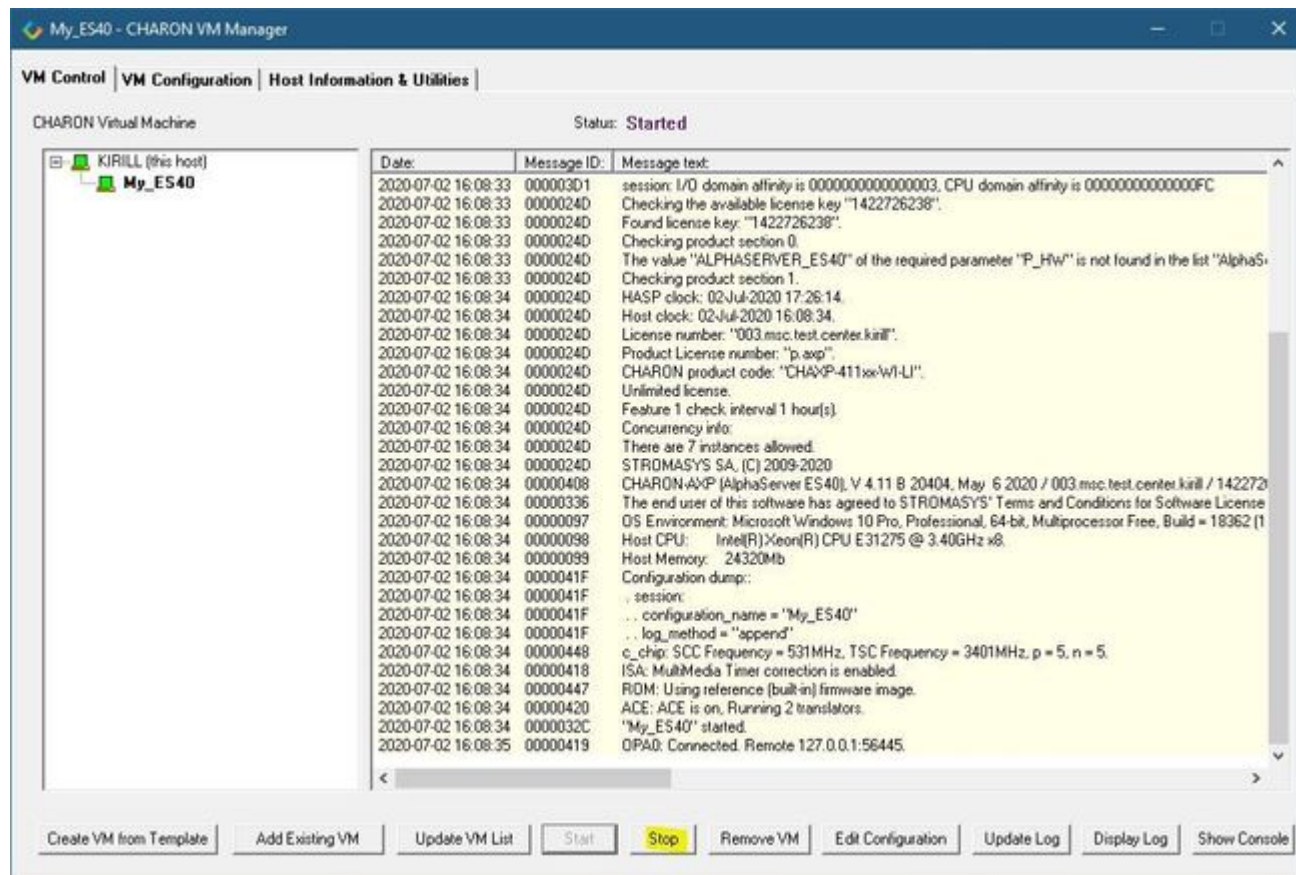 My_ES40 - CHARON VM Manager
VM Control VM Configuration Host Information & Utilities
CHARON Virtual Machine Status: Started
KIRILL (this host)
My_ES40
Date: Message ID: Message text:
2020-07-02 16:08:33 000003D1 session: I/O domain affinity is 0000000000000003, CPU domain affinity is 00000000000000FC
2020-07-02 16:08:33 0000024D Checking the available license key "1422726238".
2020-07-02 16:08:33 0000024D Found license key: "1422726238".
2020-07-02 16:08:33 0000024D Checking product section 0.
2020-07-02 16:08:33 0000024D The value "ALPHASERVER_ES40" of the required parameter "P_HW" is not found in the list "AlphaS
2020-07-02 16:08:33 0000024D Checking product section 1.
2020-07-02 16:08:34 0000024D HASP clock: 02-Jul-2020 17:26:14.
2020-07-02 16:08:34 0000024D Host clock: 02-Jul-2020 16:08:34.
2020-07-02 16:08:34 0000024D License number: "003.msc.test.center.kirill".
2020-07-02 16:08:34 0000024D Product License number: "p.axp".
2020-07-02 16:08:34 0000024D CHARON product code: "CHAXP-411xx-WI-LI".
2020-07-02 16:08:34 0000024D Unlimited license.
2020-07-02 16:08:34 0000024D Feature 1 check interval 1 hour(s).
2020-07-02 16:08:34 0000024D Concurrency info:
2020-07-02 16:08:34 0000024D There are 7 instances allowed.
2020-07-02 16:08:34 0000024D STROMASYS SA, (C) 2009-2020
2020-07-02 16:08:34 00000408 CHARON-AXP (AlphaServer ES40), V 4.11 B 20404, May 6 2020 / 003.msc.test.center.kirill / 142272
2020-07-02 16:08:34 00000336 The end user of this software has agreed to STROMASYS' Terms and Conditions for Software License
2020-07-02 16:08:34 00000097 OS Environment: Microsoft Windows 10 Pro, Professional, 64-bit, Multiprocessor Free, Build = 18362 (1
2020-07-02 16:08:34 00000098 Host CPU: Intel(R) Xeon(R) CPU E31275 @ 3.40GHz x8.
2020-07-02 16:08:34 00000099 Host Memory: 24320Mb
2020-07-02 16:08:34 0000041F Configuration dump::
2020-07-02 16:08:34 0000041F . session:
2020-07-02 16:08:34 0000041F . . configuration_name = "My_ES40"
2020-07-02 16:08:34 0000041F . . log_method = "append"
2020-07-02 16:08:34 00000448 c_chip: SCC Frequency = 531MHz, TSC Frequency = 3401MHz, p = 5, n = 5.
2020-07-02 16:08:34 00000418 ISA: MultiMedia Timer correction is enabled.
2020-07-02 16:08:34 00000447 ROM: Using reference (built-in) firmware image.
2020-07-02 16:08:34 00000420 ACE: ACE is on, Running 2 translators.
2020-07-02 16:08:34 0000032C "My_ES40" started.
2020-07-02 16:08:35 00000419 OPA0: Connected. Remote 127.0.0.1:56445.
Create VM from Template Add Existing VM Update VM List Start Stop Remove VM Edit Configuration Update Log Display Log Show Console